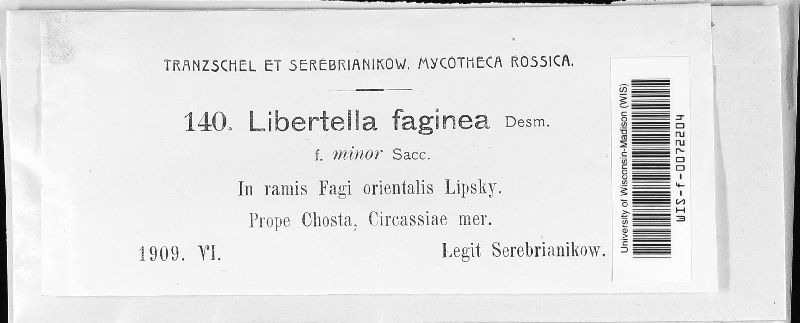 TRANZSCHEL ET SEREBRIANIKOW. MYCOTHECA ROSSICA.
140. Libertella faginea Desm.
f. minor Sacc.
In ramis Fagi orientalis Lipsky.
Prope Chosta, Circassiae mer.
1909. VI. Legit Serebrianikow.
University of Wisconsin-Madison (WIS)
WIS-f-0072204